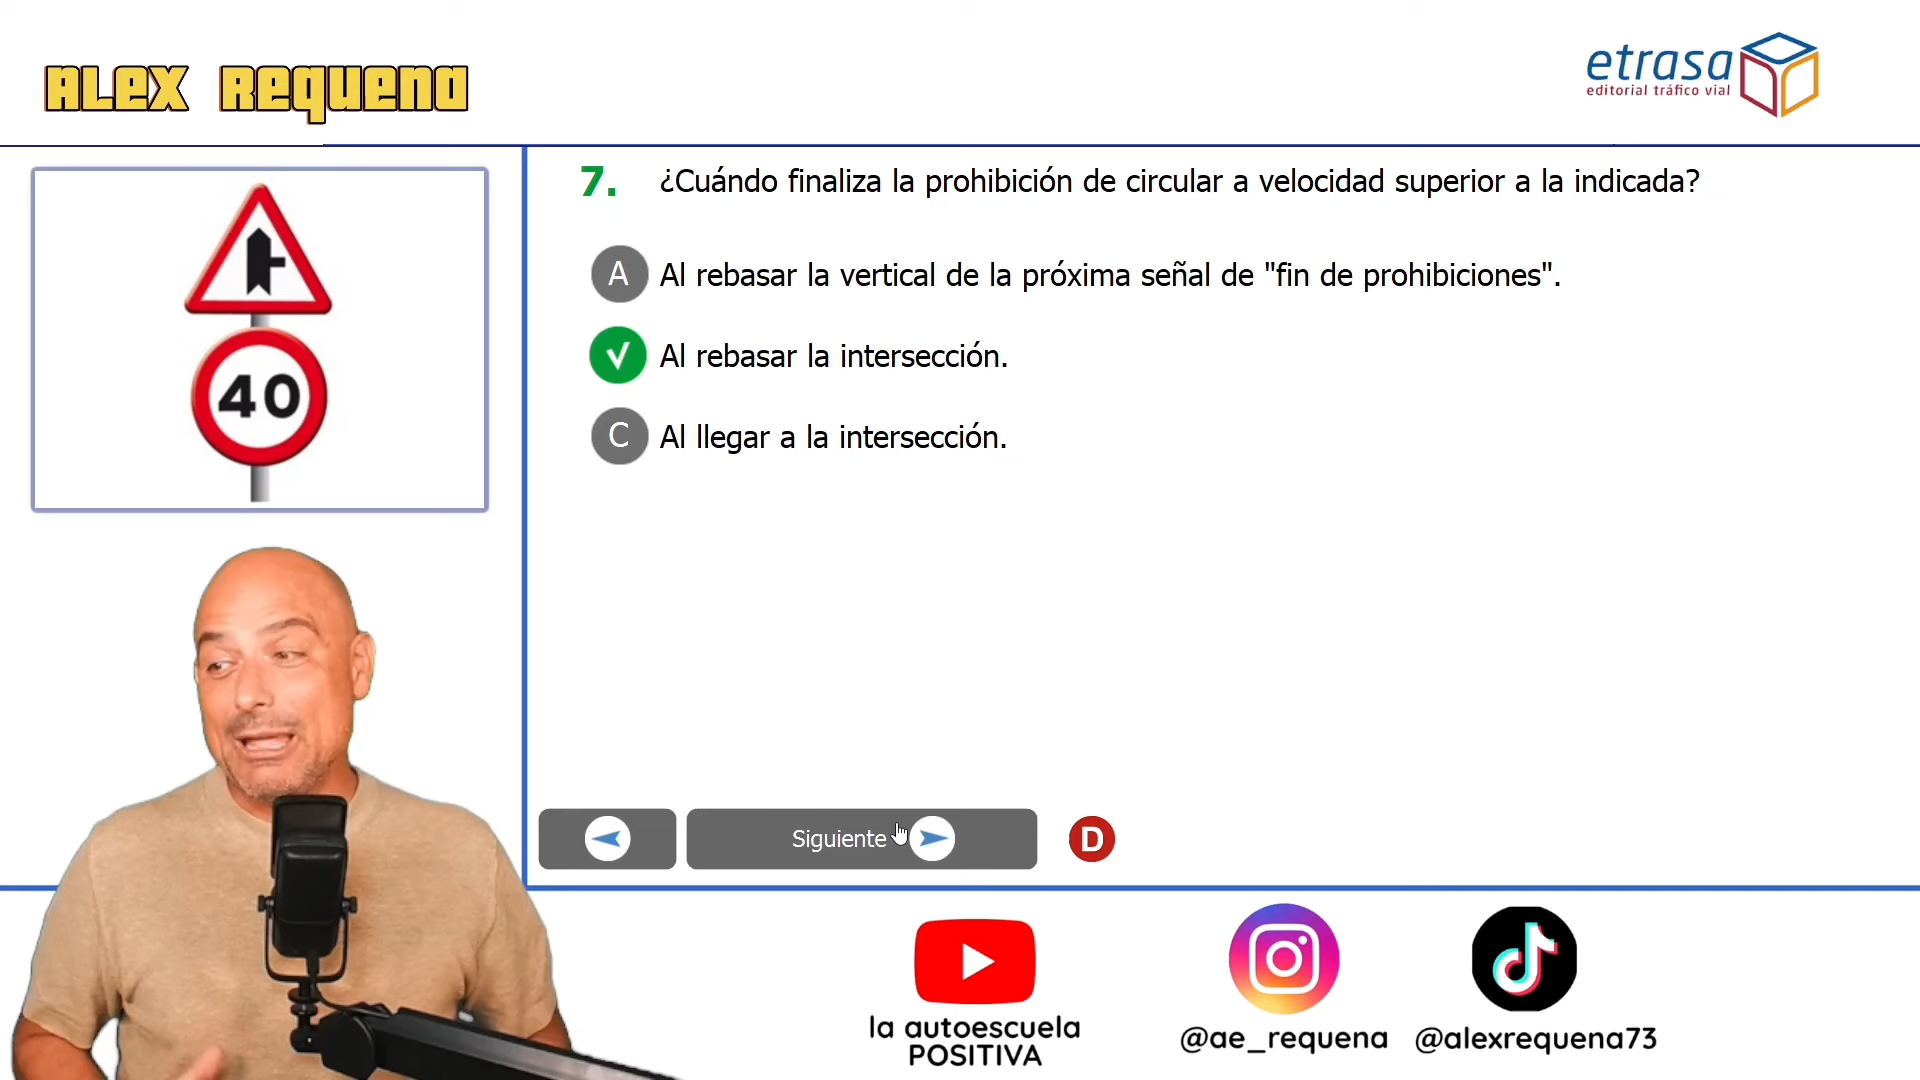 ALEX REQUENA
etrasa
editorial tráfico vial
40
7. ¿Cuándo finaliza la prohibición de circular a velocidad superior a la indicada?
A Al rebasar la vertical de la próxima señal de "fin de prohibiciones".
√ Al rebasar la intersección.
C Al llegar a la intersección.
Siguiente
D
la autoescuela
POSITIVA
@ae_requena
@alexrequena73